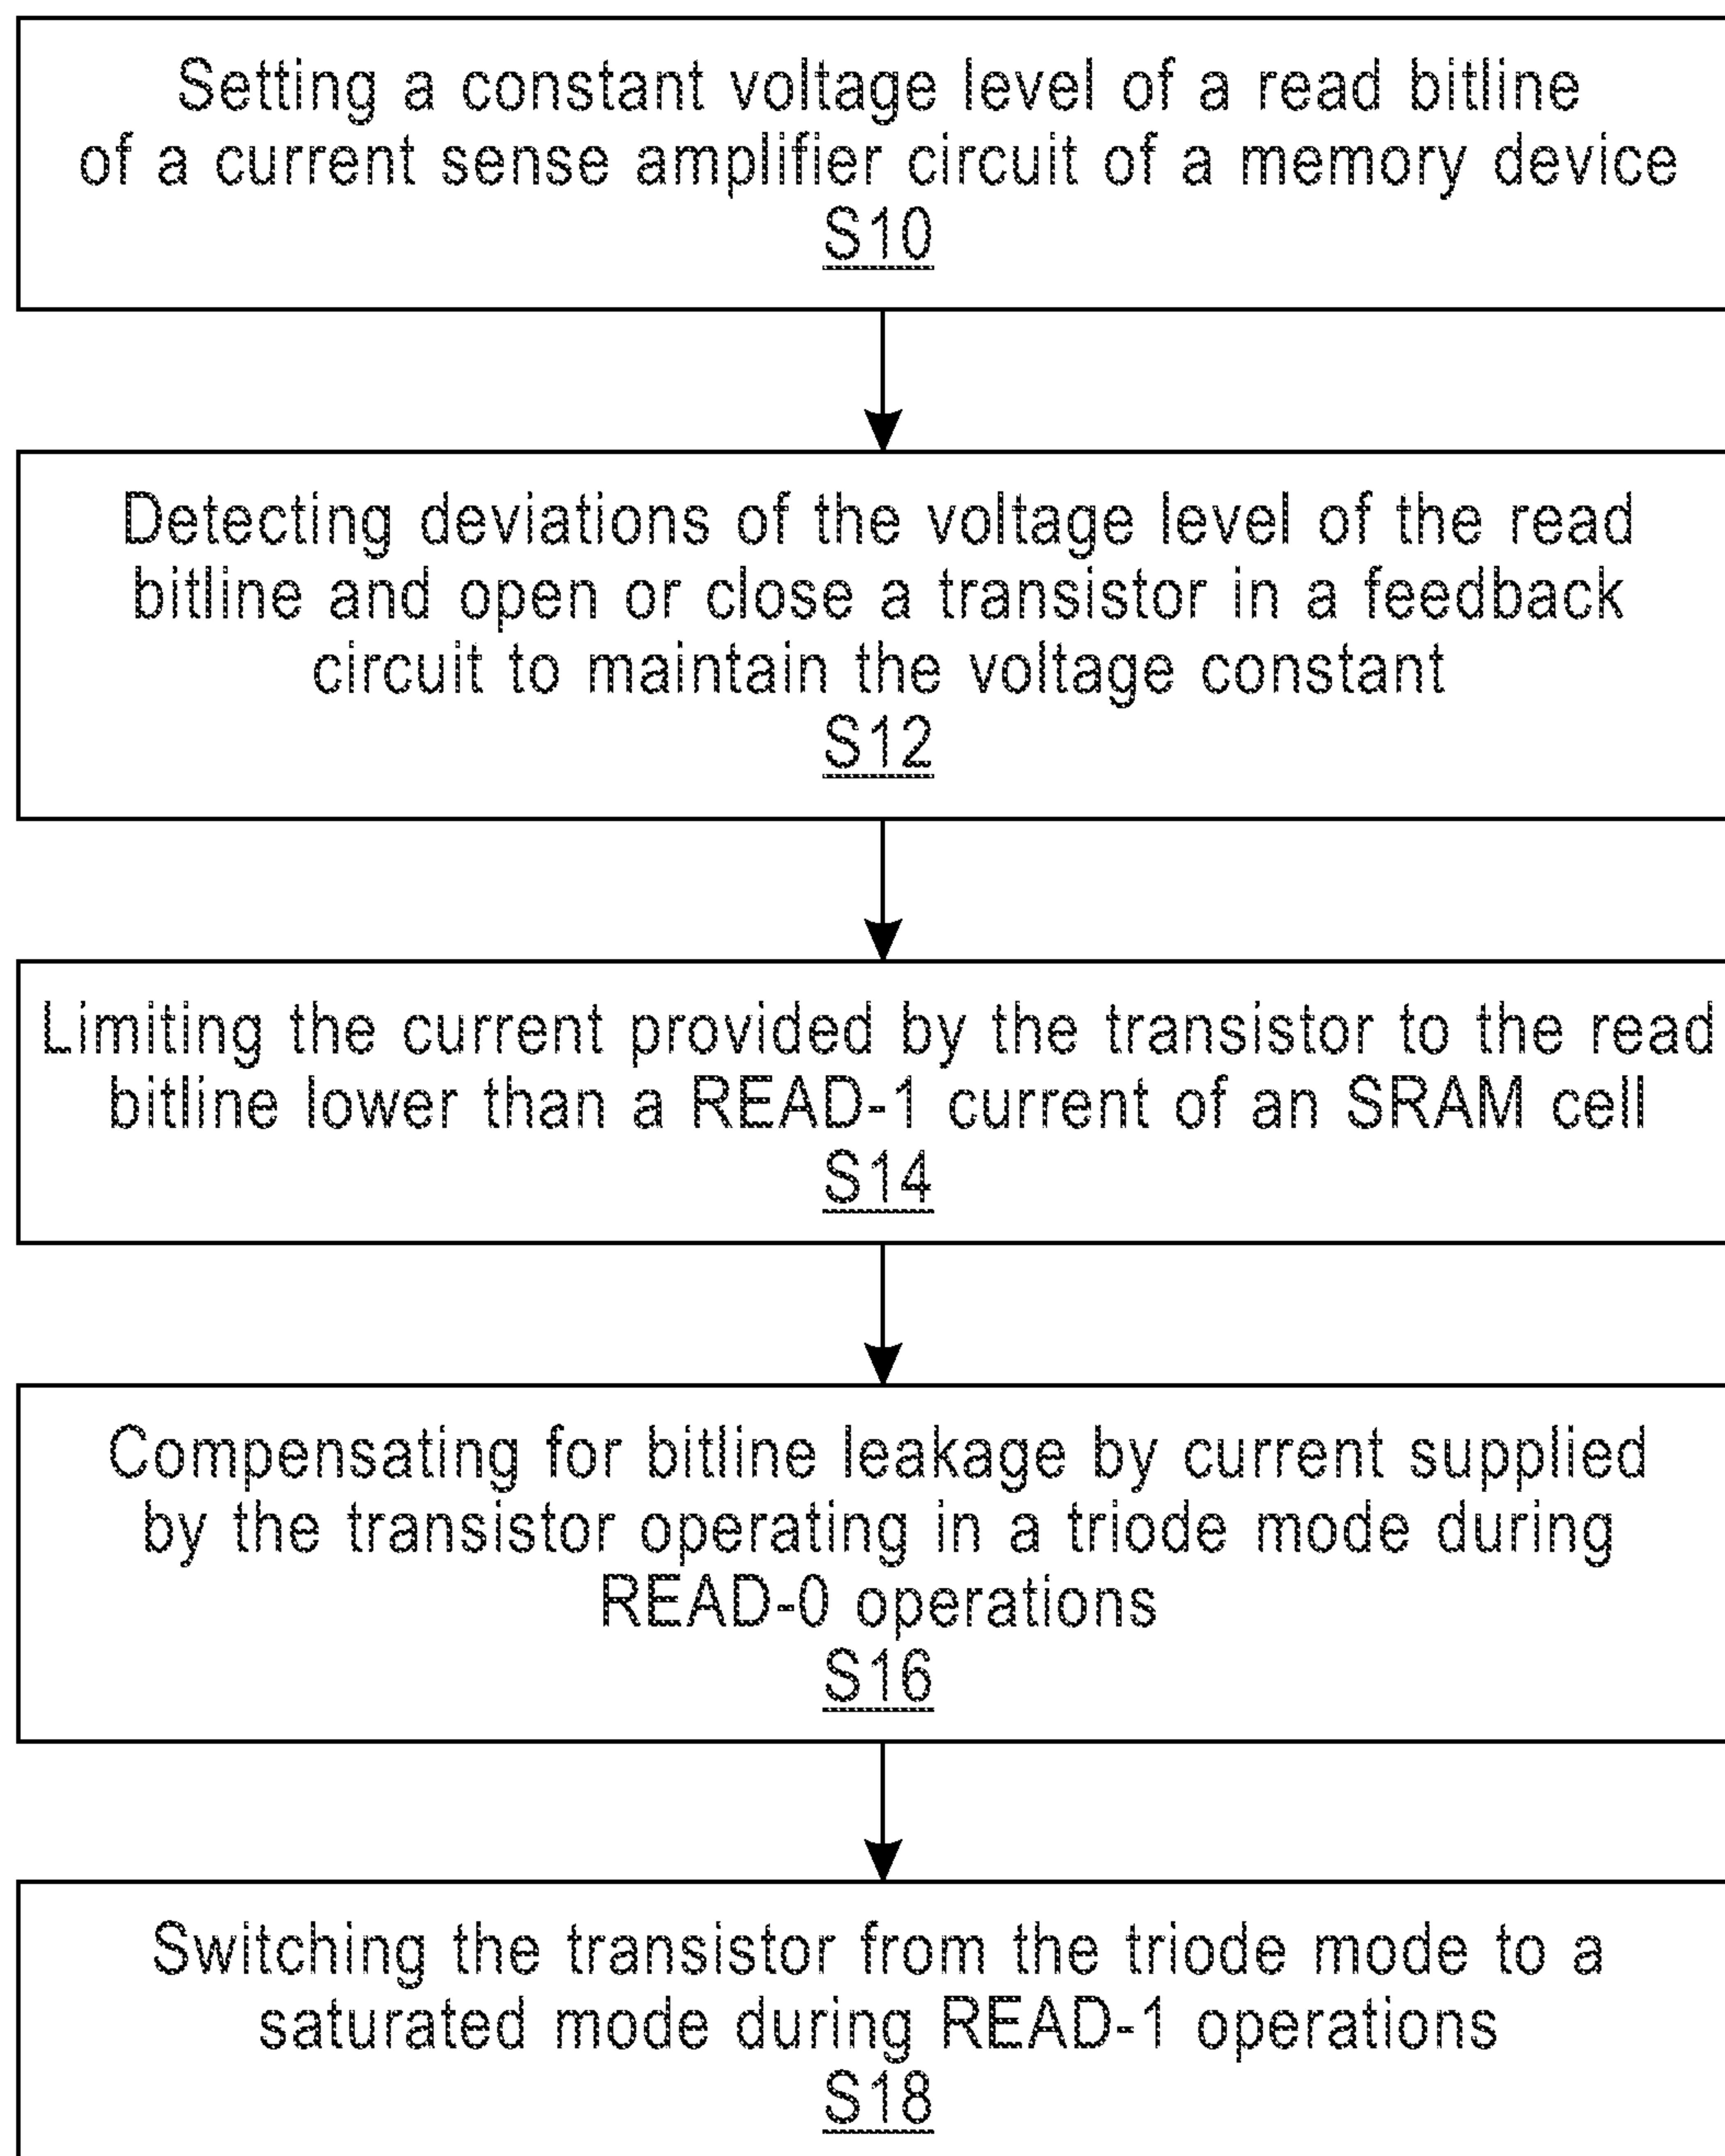 Setting a constant voltage level of a read bitline
of a current sense amplifier circuit of a memory device
S10
Detecting deviations of the voltage level of the read
bitline and open or close a transistor in a feedback
circuit to maintain the voltage constant
S12
Limiting the current provided by the transistor to the read
bitline lower than a READ-1 current of an SRAM cell
S14
Compensating for bitline leakage by current supplied
by the transistor operating in a triode mode during
READ-0 operations
S16
Switching the transistor from the triode mode to a
saturated mode during READ-1 operations
S18